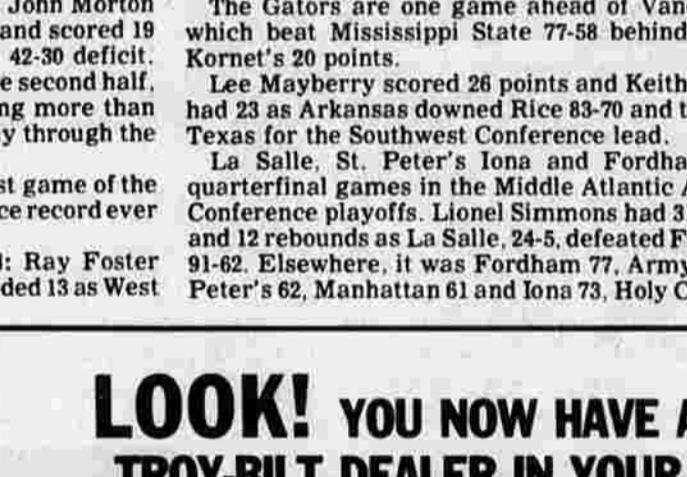 John Morton
and scored 19
42-30 deficit.
e second half,
ng more than
y through the
st game of the
ce record ever
: Ray Foster
ded 13 as West
The Gators are one game ahead of Van
which beat Mississippi State 77-58 behind
Kornet's 20 points.
Lee Mayberry scored 26 points and Keith
had 23 as Arkansas downed Rice 83-70 and t
Texas for the Southwest Conference lead.
La Salle, St. Peter's Iona and Fordha
quarterfinal games in the Middle Atlantic A
Conference playoffs. Lionel Simmons had 3
and 12 rebounds as La Salle, 24-5, defeated F
91-62. Elsewhere, it was Fordham 77, Army
Peter's 62, Manhattan 61 and Iona 73, Holy C
LOOK! YOU NOW HAVE A
TROY-BILT DEALER IN YOUR